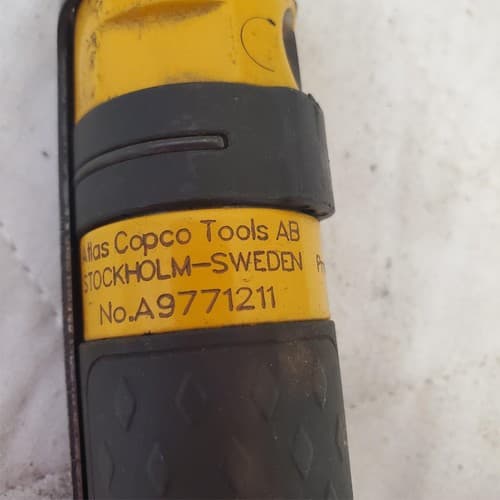 Atlas Copco Tools AB
STOCKHOLM-SWEDEN
No.A9771211